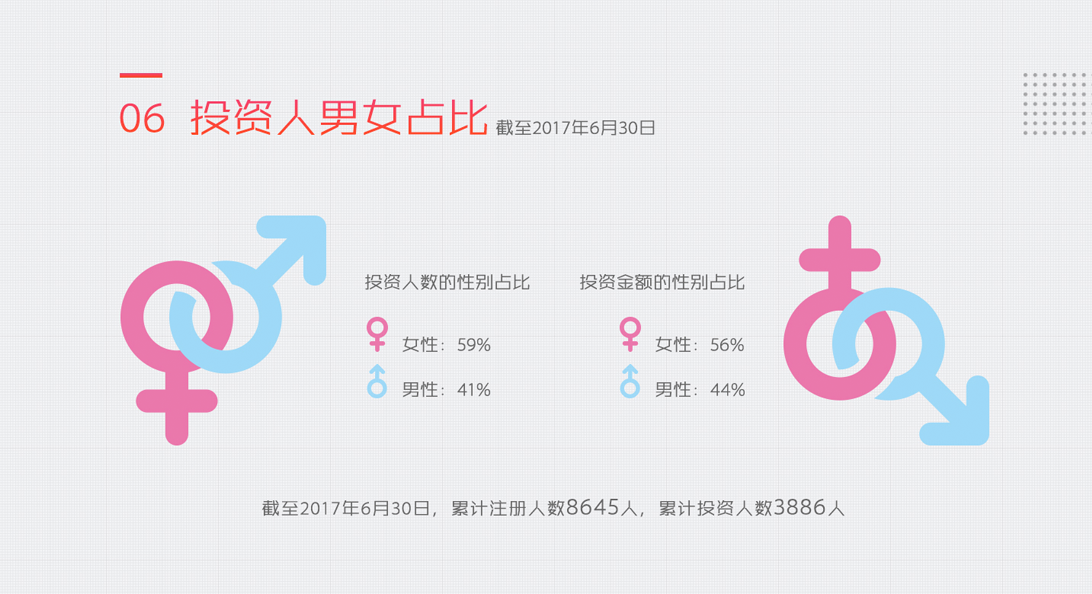 06 投资人男女占比 截至2017年6月30日
投资人数的性别占比
女性：59%
男性：41%
投资金额的性别占比
女性：56%
男性：44%
截至2017年6月30日，累计注册人数8645人，累计投资人数3886人